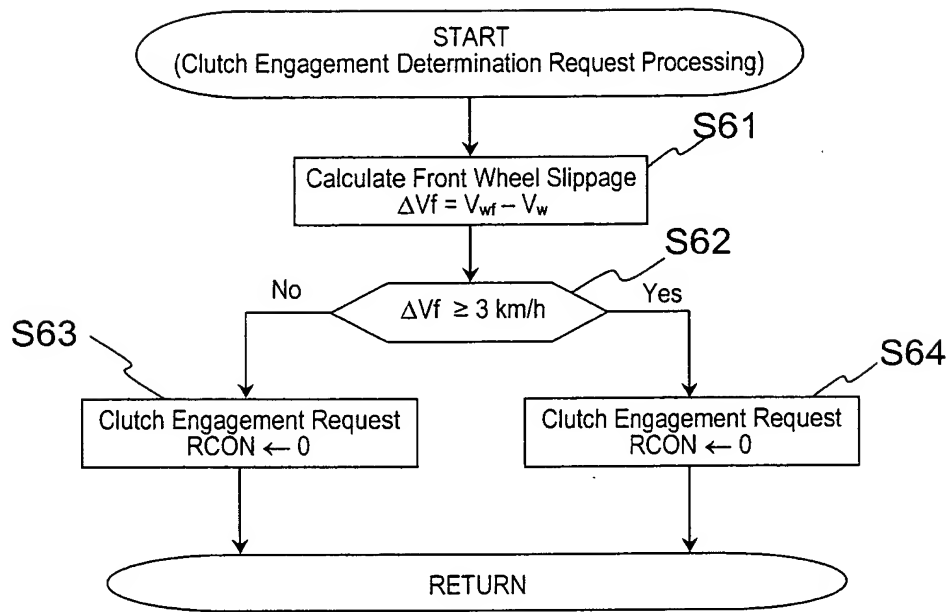 START
(Clutch Engagement Determination Request Processing)
S61
Calculate Front Wheel Slippage
ΔVf = Vwf – Vw
S62
No
ΔVf ≥ 3 km/h
Yes
S63
S64
Clutch Engagement Request
RCON ← 0
Clutch Engagement Request
RCON ← 0
RETURN